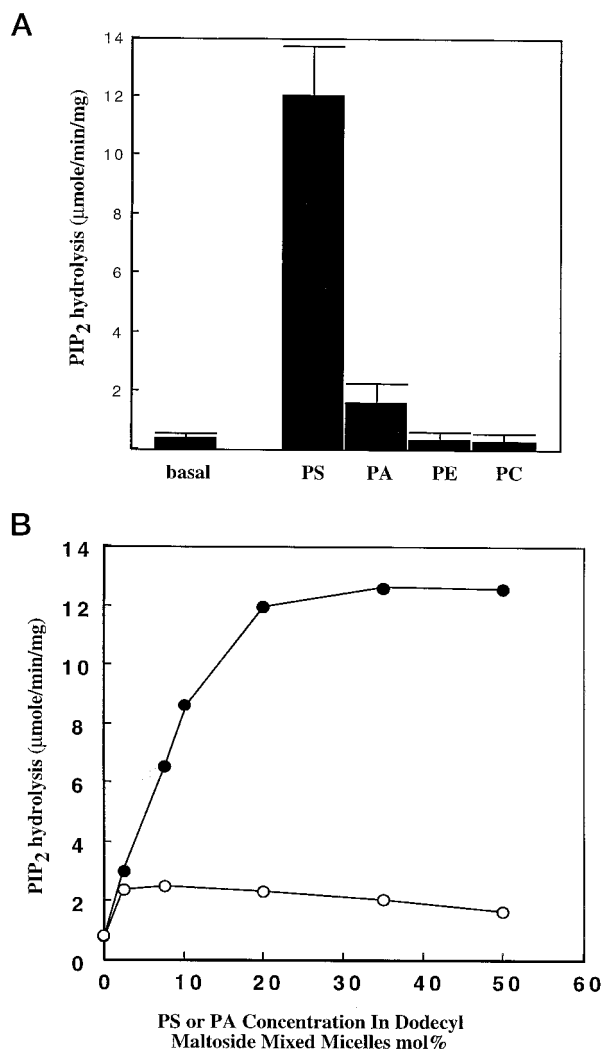 A
PIP2 hydrolysis (μmole/min/mg)
14
12
10
8
6
4
2
basal PS PA PE PC
B
PIP2 hydrolysis (μmole/min/mg)
14
12
10
8
6
4
2
0
0 10 20 30 40 50 60
PS or PA Concentration In Dodecyl
Maltoside Mixed Micelles mol%